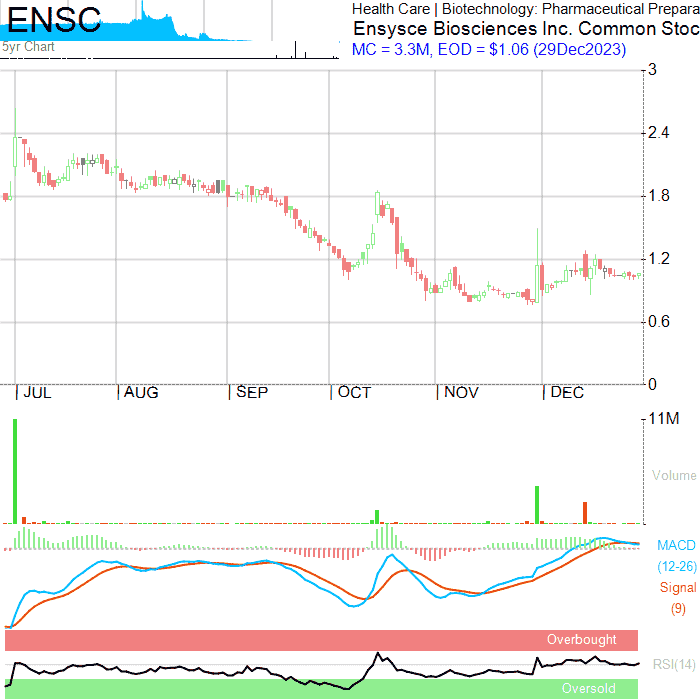 ENSC
5yr Chart
Health Care | Biotechnology: Pharmaceutical Prepara
Ensysce Biosciences Inc. Common Stoc
MC = 3.3M, EOD = $1.06 (29Dec2023)
3
2.4
1.8
1.2
0.6
0
JUL AUG SEP OCT NOV DEC
11M
Volume
MACD
(12-26)
Signal
(9)
Overbought
RSI(14)
Oversold